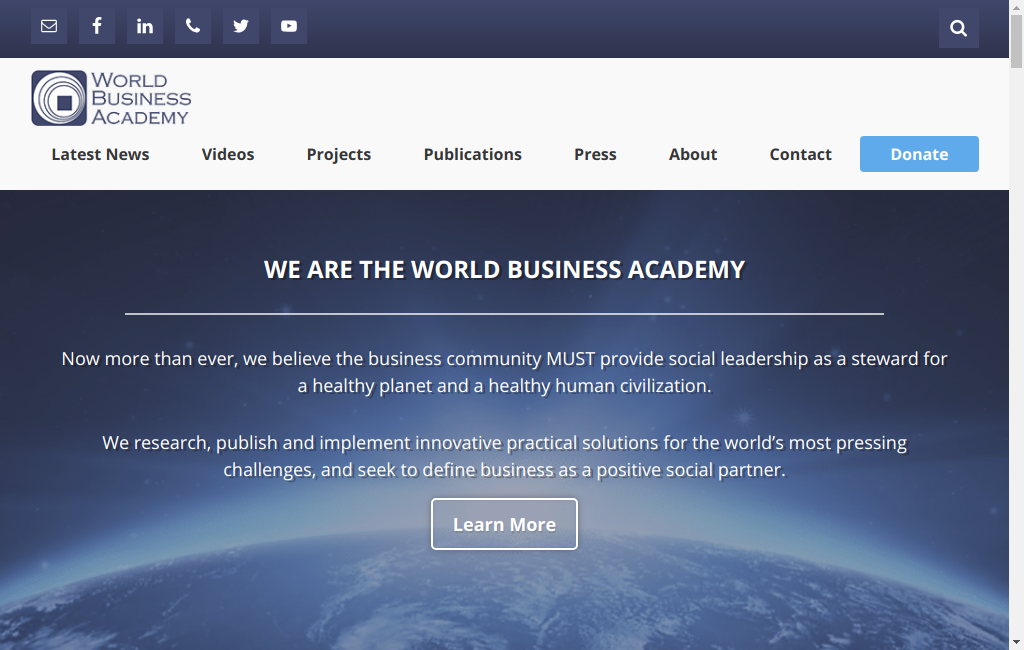 WORLD
BUSINESS
ACADEMY
Latest News
Videos
Projects
Publications
Press
About
Contact
Donate
WE ARE THE WORLD BUSINESS ACADEMY
Now more than ever, we believe the business community MUST provide social leadership as a steward for
a healthy planet and a healthy human civilization.
We research, publish and implement innovative practical solutions for the world’s most pressing
challenges, and seek to define business as a positive social partner.
Learn More